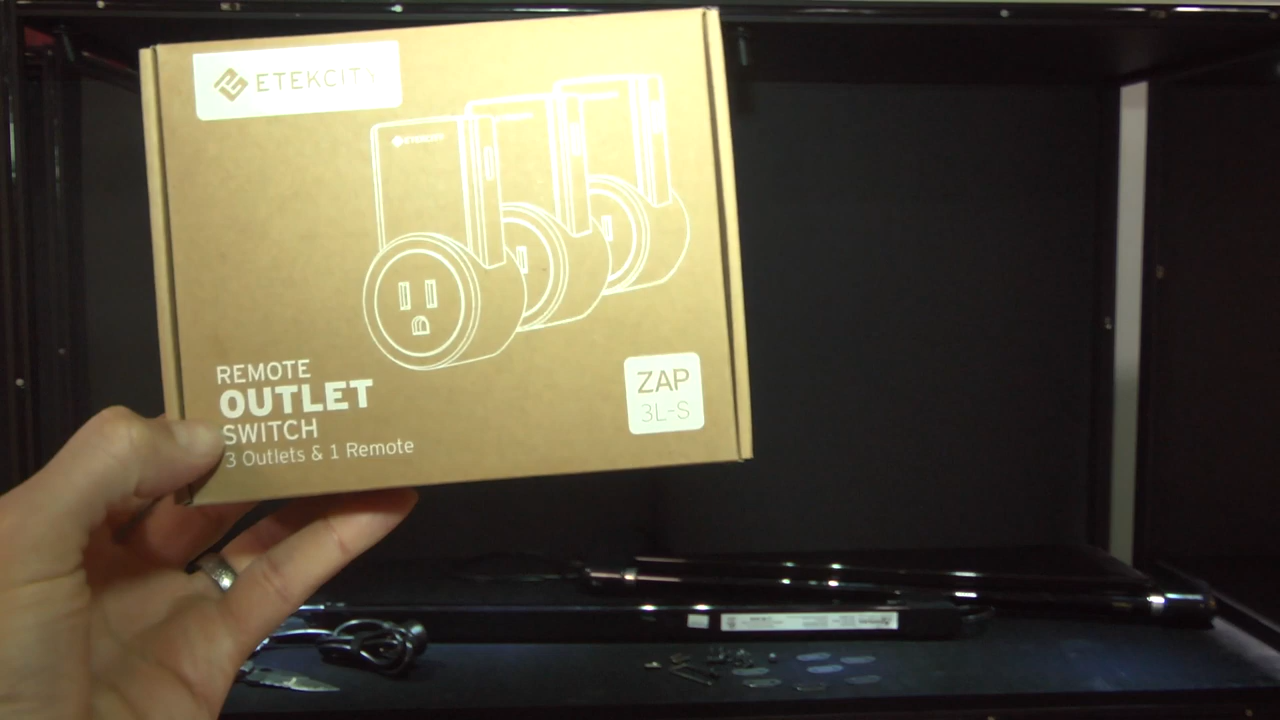 ETEKCITY
ETEKCITY
REMOTE
OUTLET
SWITCH
3 Outlets & 1 Remote
ZAP
3L-S